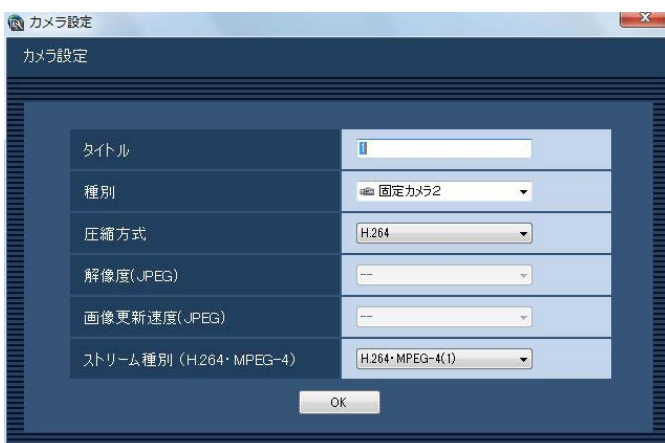 カメラ設定
カメラ設定
タイトル 1
種別 固定カメラ2
圧縮方式 H.264
解像度(JPEG) --
画像更新速度(JPEG) --
ストリーム種別 (H.264・MPEG-4) H.264・MPEG-4(1)
OK